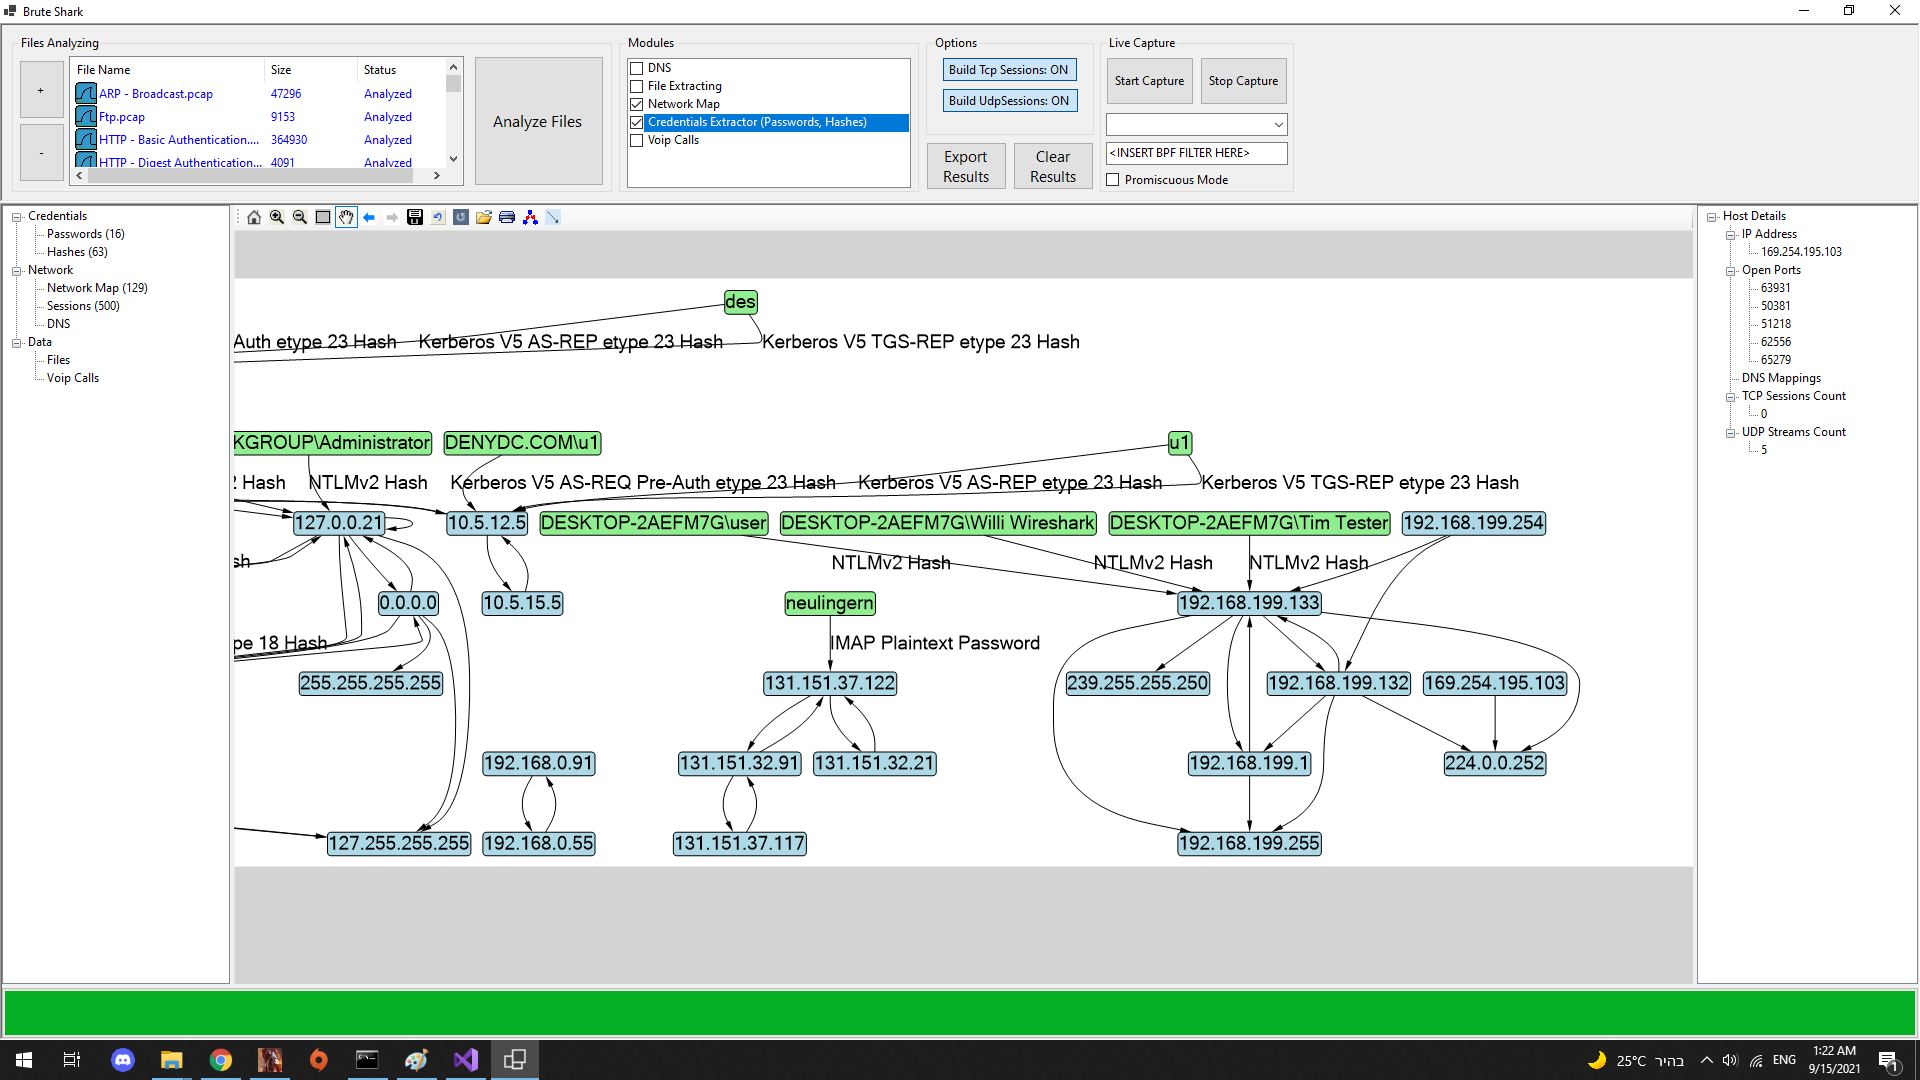 Brute Shark
Files Analyzing
+
-
File Name Size Status
ARP - Broadcast.pcap 47296 Analyzed
Ftp.pcap 9153 Analyzed
HTTP - Basic Authentication.... 364930 Analyzed
HTTP - Digest Authentication... 4091 Analyzed
Analyze Files
Modules
DNS
File Extracting
Network Map
Credentials Extractor (Passwords, Hashes)
Voip Calls
Options
Build Tcp Sessions: ON
Build UdpSessions: ON
Export Results
Clear Results
Live Capture
Start Capture
Stop Capture
<INSERT BPF FILTER HERE>
Promiscuous Mode
Credentials
Passwords (16)
Hashes (63)
Network
Network Map (129)
Sessions (500)
DNS
Data
Files
Voip Calls
des
Auth etype 23 Hash Kerberos V5 AS-REP etype 23 Hash Kerberos V5 TGS-REP etype 23 Hash
KGROUP\Administrator DENYDC.COM\u1 u1
2 Hash NTLMv2 Hash Kerberos V5 AS-REQ Pre-Auth etype 23 Hash Kerberos V5 AS-REP etype 23 Hash Kerberos V5 TGS-REP etype 23 Hash
127.0.0.21 10.5.12.5 DESKTOP-2AEFM7G\user DESKTOP-2AEFM7G\Willi Wireshark DESKTOP-2AEFM7G\Tim Tester 192.168.199.254
sh NTLMv2 Hash NTLMv2 Hash NTLMv2 Hash
0.0.0.0 10.5.15.5 neulingern 192.168.199.133
pe 18 Hash IMAP Plaintext Password
255.255.255.255 131.151.37.122 239.255.255.250 192.168.199.132 169.254.195.103
192.168.0.91 131.151.32.91 131.151.32.21 192.168.199.1 224.0.0.252
127.255.255.255 192.168.0.55 131.151.37.117 192.168.199.255
Host Details
IP Address
169.254.195.103
Open Ports
63931
50381
51218
62556
65279
DNS Mappings
TCP Sessions Count
0
UDP Streams Count
5
25°C בהיר
ENG
1:22 AM
9/15/2021
1